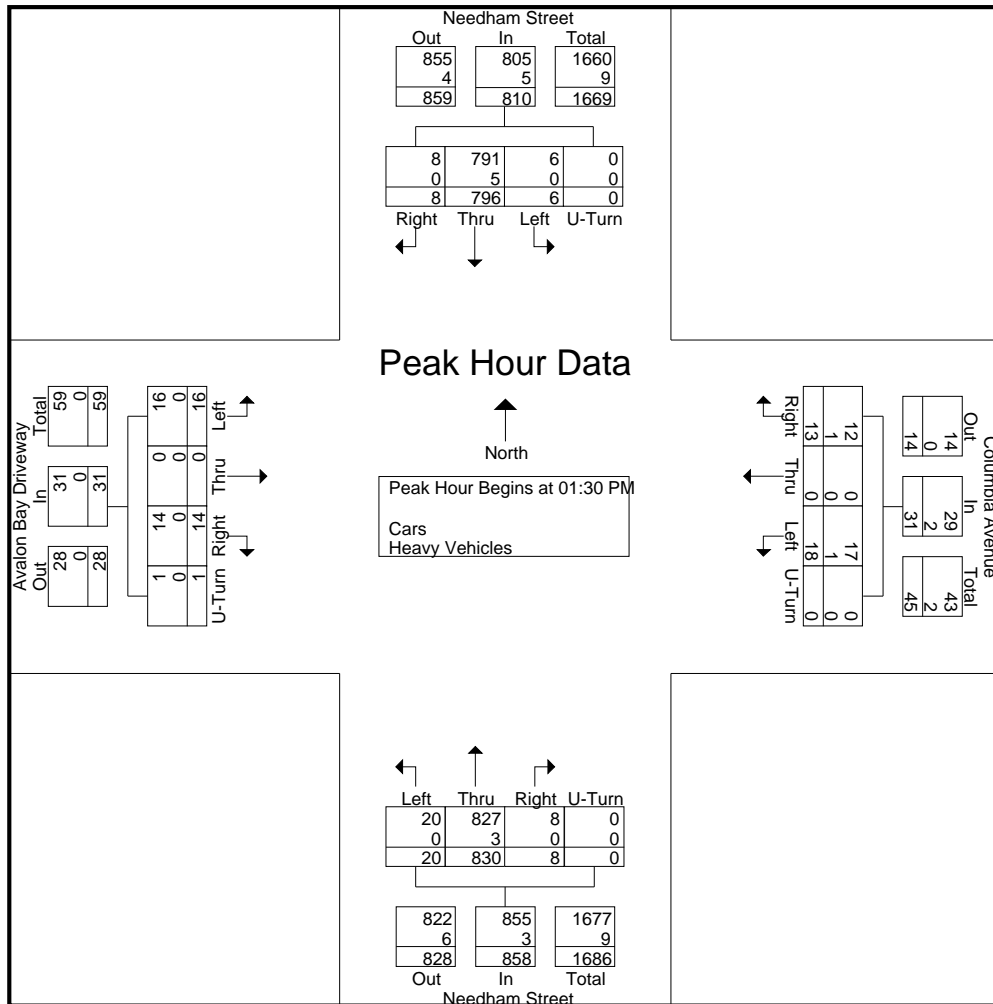 Needham Street
Out In Total
855 805 1660
4 5 9
859 810 1669
8 791 6 0
0 5 0 0
8 796 6 0
Right Thru Left U-Turn
Peak Hour Data
North
Peak Hour Begins at 01:30 PM
Cars
Heavy Vehicles
Avalon Bay Driveway
Out In Total
28 31 59
0 0 0
28 31 59
1 14 0 16
0 0 0 0
1 14 0 16
U-Turn Right Thru Left
Columbia Avenue
Out In Total
14 29 43
0 2 2
14 31 45
12 0 17 0
1 0 1 0
13 0 18 0
Right Thru Left U-Turn
Left Thru Right U-Turn
20 827 8 0
0 3 0 0
20 830 8 0
822 855 1677
6 3 9
828 858 1686
Out In Total
Needham Street